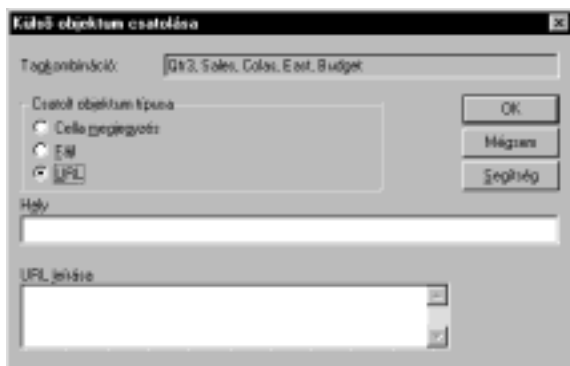 Külső objektum csatolása
Tagkombináció: Qtr3, Sales, Colas, East, Budget
Csatolt objektum típusa
Cella megjegyzés
Fájl
URL
OK
Mégsem
Segítség
Hely
URL leírása